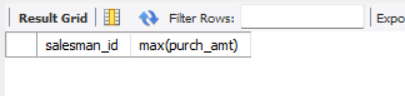 Result Grid Filter Rows: Expo
salesman_id max(purch_amt)